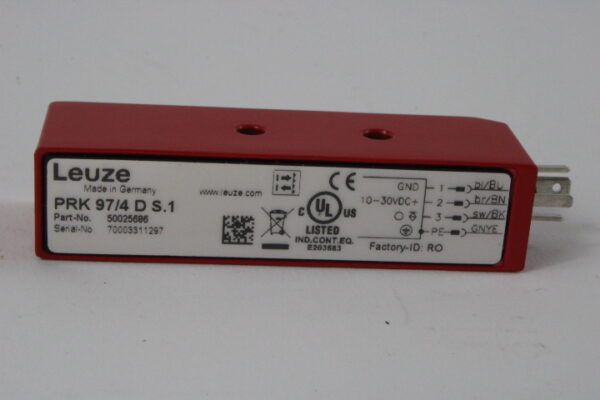 Leuze
Made in Germany
PRK 97/4 D S.1
Part-No. 50025686
Serial-No. 70003311297
www.leuze.com
CE
C UL US
LISTED
IND.CONT.EQ.
E203683
GND 1 bl/BU
10-30VDC+ 2 br/BN
3 sw/BK
PE GNYE
Factory-ID: RO